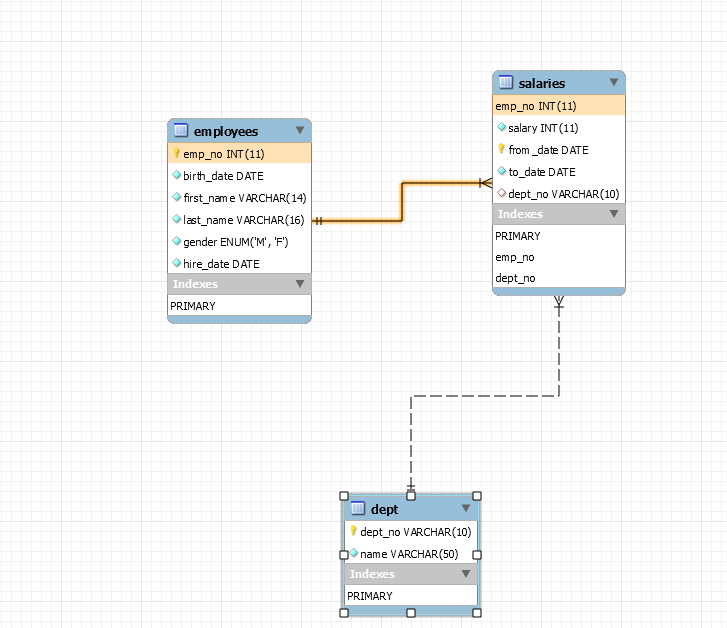 employees
emp_no INT(11)
birth_date DATE
first_name VARCHAR(14)
last_name VARCHAR(16)
gender ENUM('M', 'F')
hire_date DATE
Indexes
PRIMARY
salaries
emp_no INT(11)
salary INT(11)
from _date DATE
to_date DATE
dept_no VARCHAR(10)
Indexes
PRIMARY
emp_no
dept_no
dept
dept_no VARCHAR(10)
name VARCHAR(50)
Indexes
PRIMARY